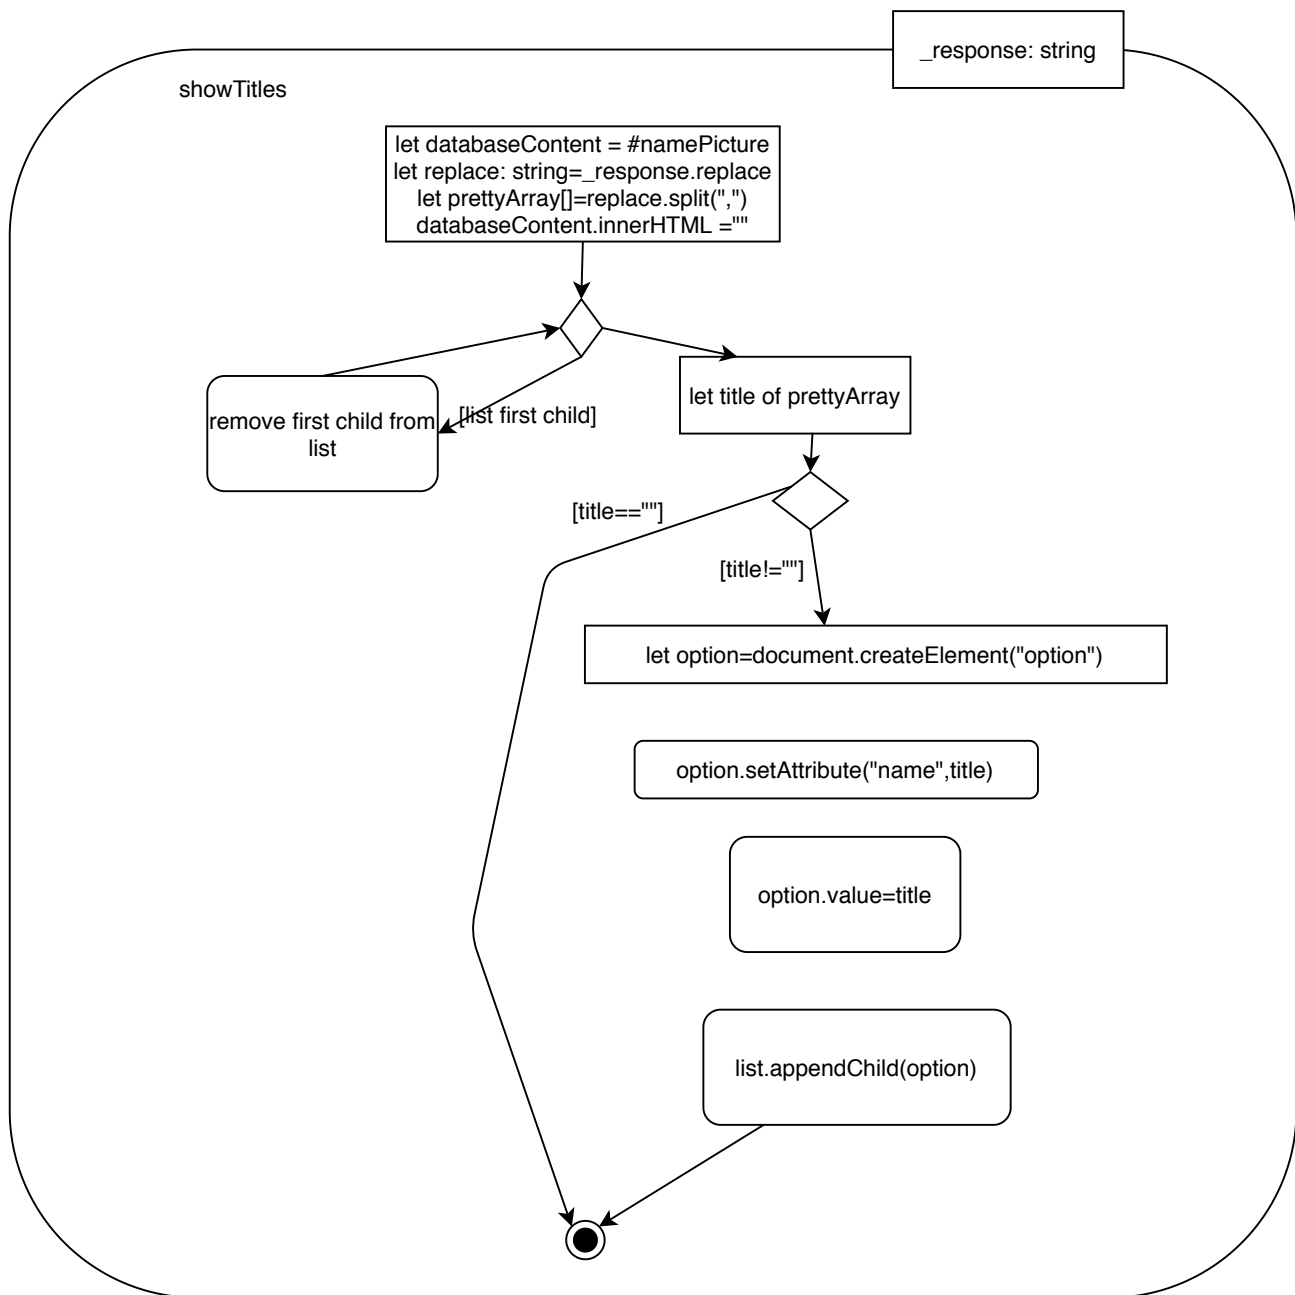 _response: string
showTitles
let databaseContent = #namePicture
let replace: string=_response.replace
let prettyArray[]=replace.split(",")
databaseContent.innerHTML =""
remove first child from
list
[list first child]
let title of prettyArray
[title==""]
[title!=""]
let option=document.createElement("option")
option.setAttribute("name",title)
option.value=title
list.appendChild(option)